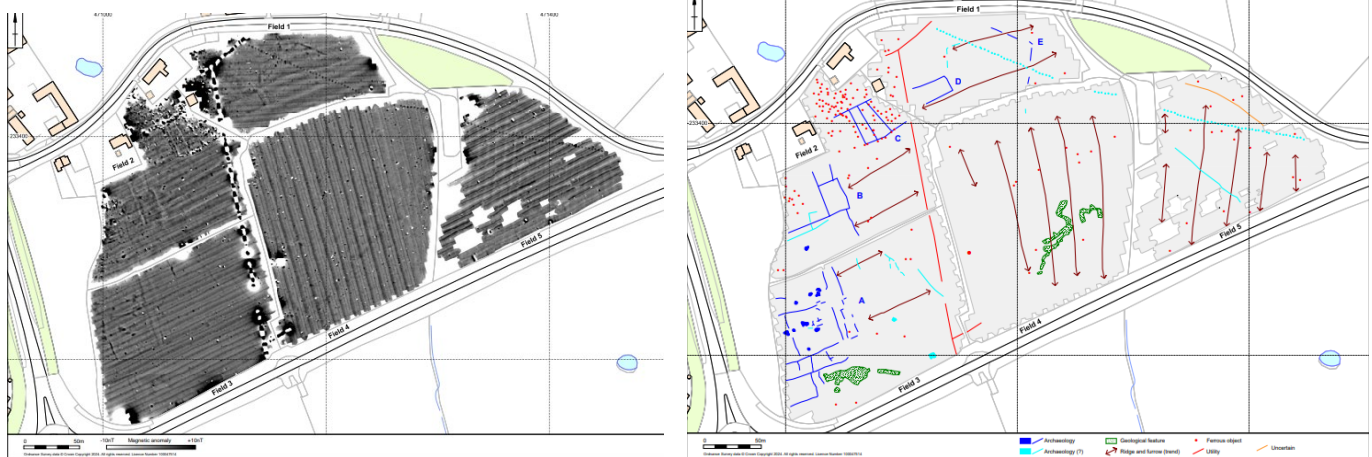 471000
471400
Field 1
233400
Field 2
Field 5
Field 4
Field 3
0
50m
-10nT
Magnetic anomaly
+10nT
Field 1
E
D
233400
C
Field 2
B
A
Field 5
Field 4
Field 3
0
50m
Archaeology
Geological feature
Ferrous object
Uncertain
Archaeology (?)
Ridge and furrow (trend)
Utility